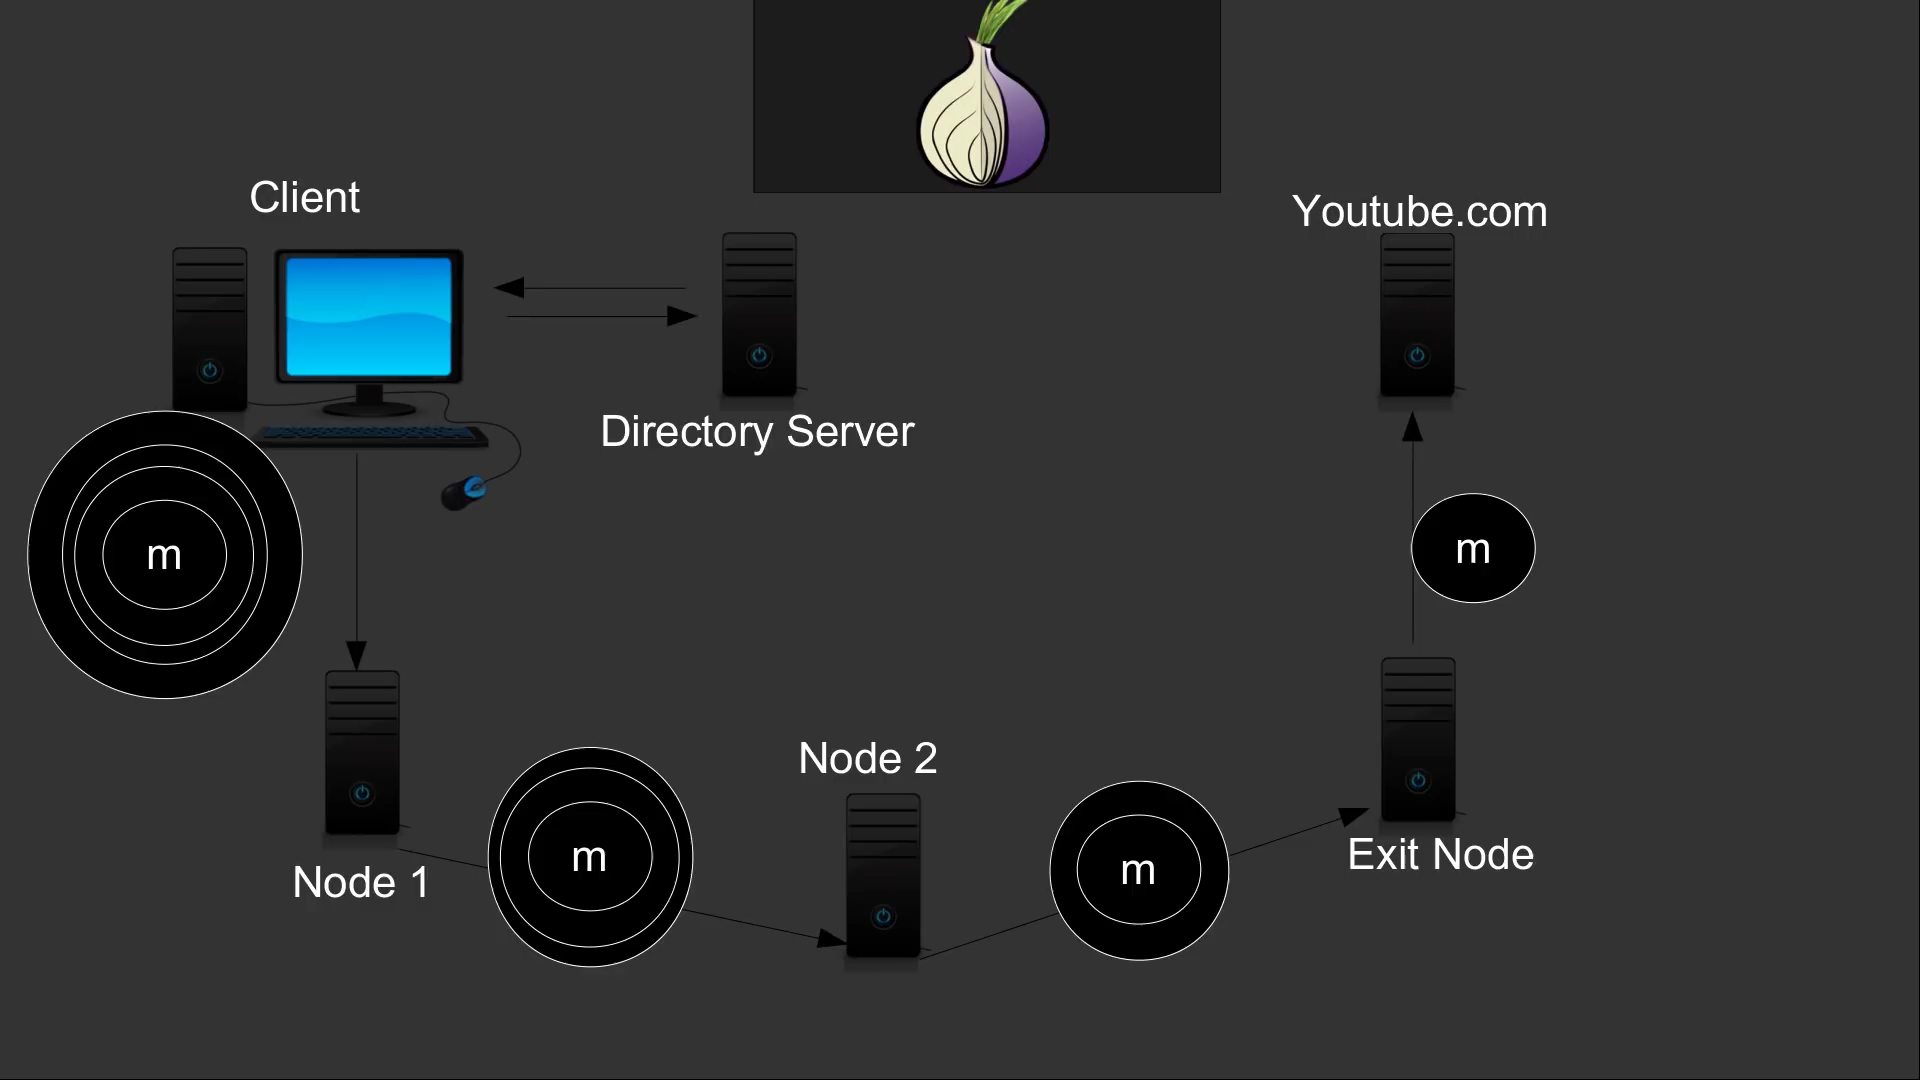 Client
Youtube.com
Directory Server
m
m
Node 1
m
Node 2
m
Exit Node